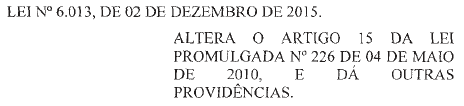 LEI Nº 6.013, DE 02 DE DEZEMBRO DE 2015.
ALTERA O ARTIGO 15 DA LEI
PROMULGADA Nº 226 DE 04 DE MAIO
DE 2010, E DÁ OUTRAS
PROVIDÊNCIAS.